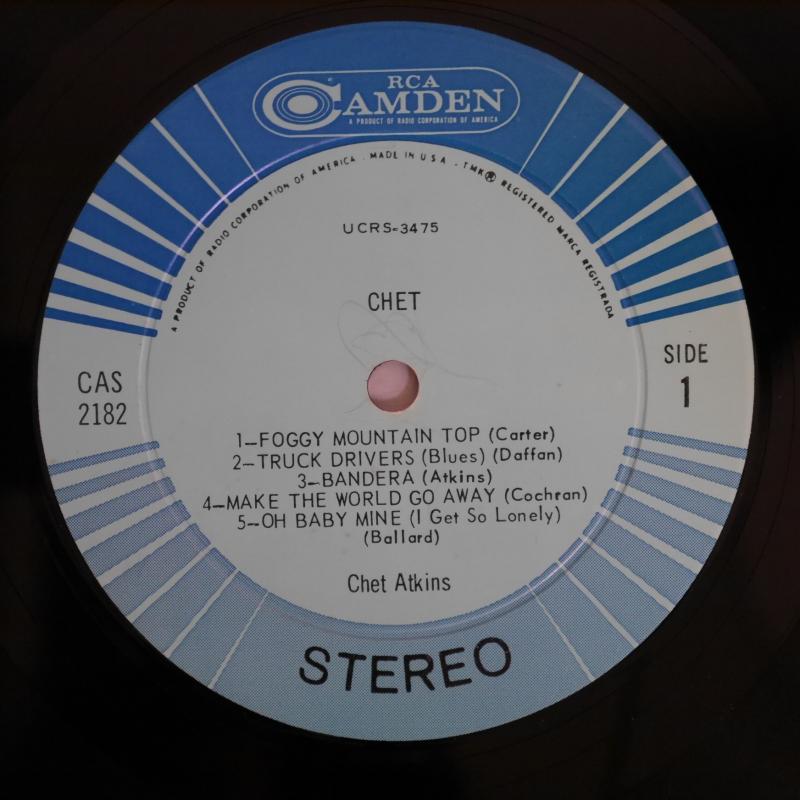 RCA
CAMDEN
A PRODUCT OF RADIO CORPORATION OF AMERICA
A PRODUCT OF RADIO CORPORATION OF AMERICA . MADE IN U S A . - TMK ® REGISTERED MARCA REGISTRADA
UCRS-3475
CHET
CAS
2182
SIDE
1
1—FOGGY MOUNTAIN TOP (Carter)
2—TRUCK DRIVERS (Blues) (Daffan)
3—BANDERA (Atkins)
4—MAKE THE WORLD GO AWAY (Cochran)
5—OH BABY MINE (I Get So Lonely)
(Ballard)
Chet Atkins
STEREO